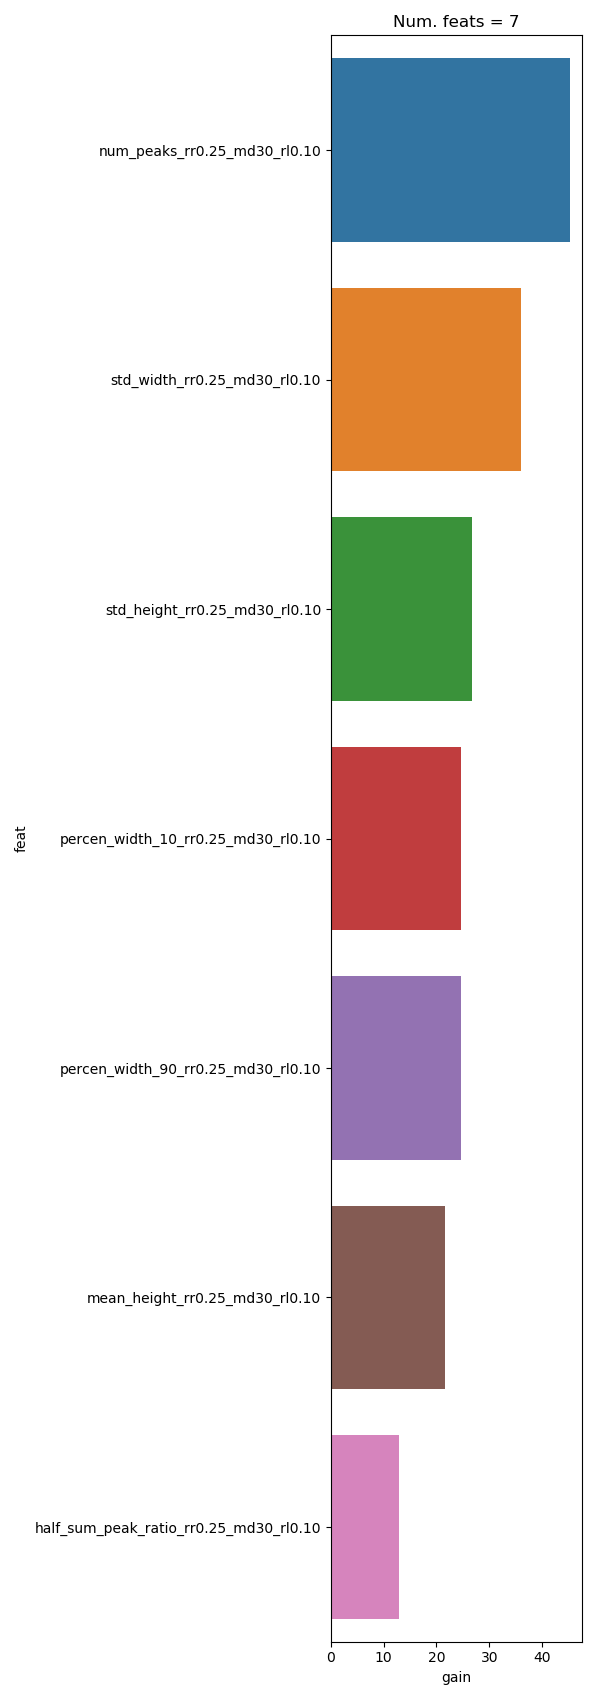 Num. feats = 7
num_peaks_rr0.25_md30_rl0.10
std_width_rr0.25_md30_rl0.10
std_height_rr0.25_md30_rl0.10
percen_width_10_rr0.25_md30_rl0.10
feat
percen_width_90_rr0.25_md30_rl0.10
mean_height_rr0.25_md30_rl0.10
half_sum_peak_ratio_rr0.25_md30_rl0.10
0 10 20 30 40
gain